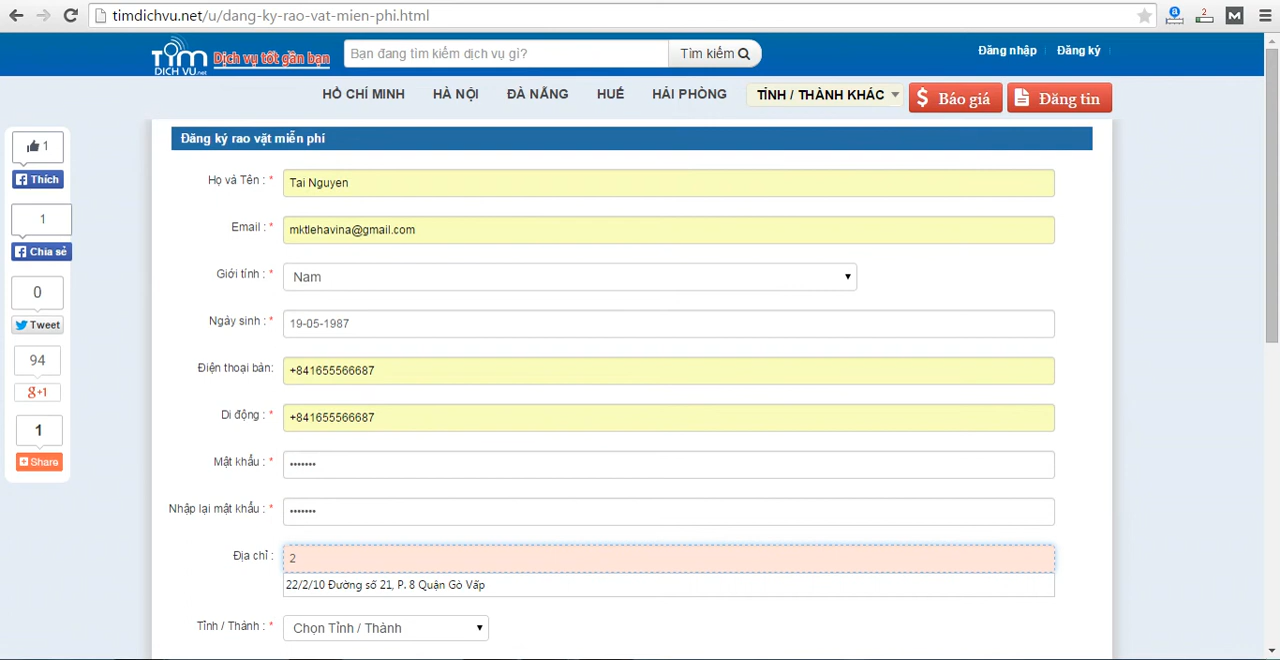 timdichvu.net/u/dang-ky-rao-vat-mien-phi.html
2
M
TÌM
DỊCH VỤ.net
Dịch vụ tốt gần bạn
Bạn đang tìm kiếm dịch vụ gì?
Tìm kiếm
Đăng nhập
Đăng ký
HỒ CHÍ MINH
HÀ NỘI
ĐÀ NẴNG
HUẾ
HẢI PHÒNG
TỈNH / THÀNH KHÁC
$ Báo giá
Đăng tin
Đăng ký rao vặt miễn phí
1
Thích
1
Chia sẻ
0
Tweet
94
g+1
1
Share
Họ và Tên : *
Tai Nguyen
Email : *
mktlehavina@gmail.com
Giới tính : *
Nam
Ngày sinh : *
19-05-1987
Điện thoại bàn:
+841655566687
Di động : *
+841655566687
Mật khẩu : *
•••••••
Nhập lại mật khẩu : *
•••••••
Địa chỉ :
2
22/2/10 Đường số 21, P. 8 Quận Gò Vấp
Tỉnh / Thành : *
Chọn Tỉnh / Thành